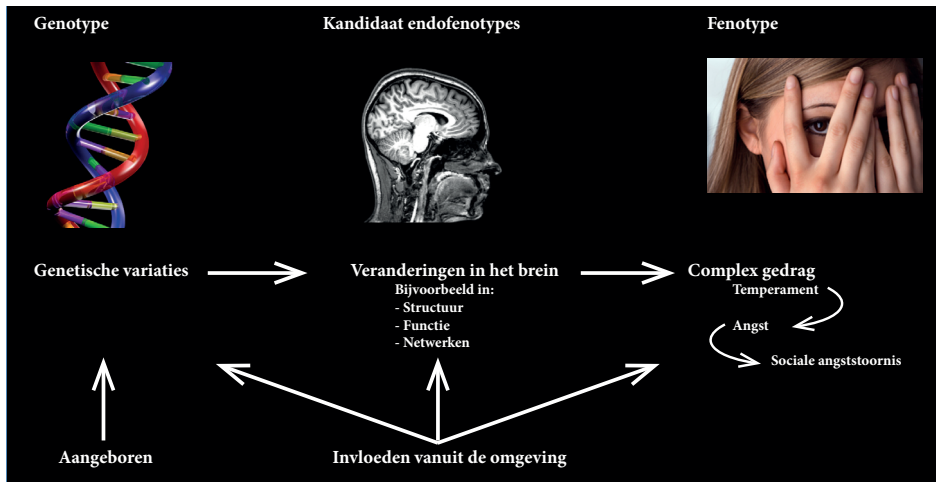 Genotype
Kandidaat endofenotypes
Fenotype
Genetische variaties
Veranderingen in het brein
Bijvoorbeeld in:
- Structuur
- Functie
- Netwerken
Complex gedrag
Temperament
Angst
Sociale angststoornis
Aangeboren
Invloeden vanuit de omgeving